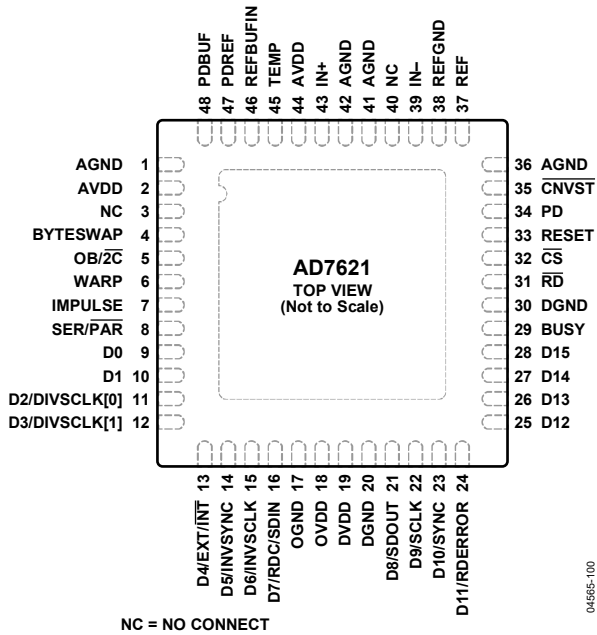 48 PDBUF
47 PDREF
46 REFBUFIN
45 TEMP
44 AVDD
43 IN+
42 AGND
41 AGND
40 NC
39 IN–
38 REFGND
37 REF
AGND 1
AVDD 2
NC 3
BYTESWAP 4
OB/2C̅ 5
WARP 6
IMPULSE 7
SER/P̅A̅R̅ 8
D0 9
D1 10
D2/DIVSCLK[0] 11
D3/DIVSCLK[1] 12
AD7621
TOP VIEW
(Not to Scale)
36 AGND
35 C̅N̅V̅S̅T̅
34 PD
33 RESET
32 C̅S̅
31 R̅D̅
30 DGND
29 BUSY
28 D15
27 D14
26 D13
25 D12
D4/EXT/I̅N̅T̅ 13
D5/INVSYNC 14
D6/INVSCLK 15
D7/RDC/SDIN 16
OGND 17
OVDD 18
DVDD 19
DGND 20
D8/SDOUT 21
D9/SCLK 22
D10/SYNC 23
D11/RDERROR 24
NC = NO CONNECT
04565-100